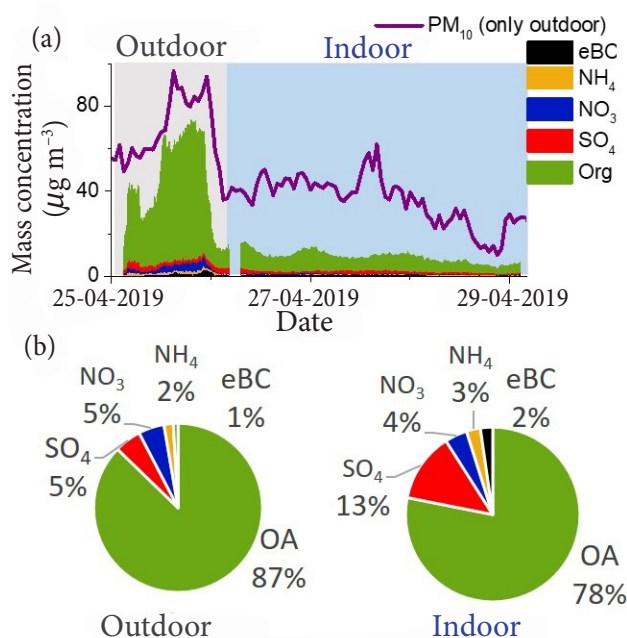 (a)
PM₁₀ (only outdoor)
Outdoor
Indoor
eBC
NH₄
NO₃
SO₄
Org
Mass concentration
(µg m⁻³)
80
40
0
25-04-2019
27-04-2019
29-04-2019
Date
(b)
NH₄
2%
eBC
1%
NO₃
5%
SO₄
5%
OA
87%
Outdoor
NH₄
3%
eBC
2%
NO₃
4%
SO₄
13%
OA
78%
Indoor